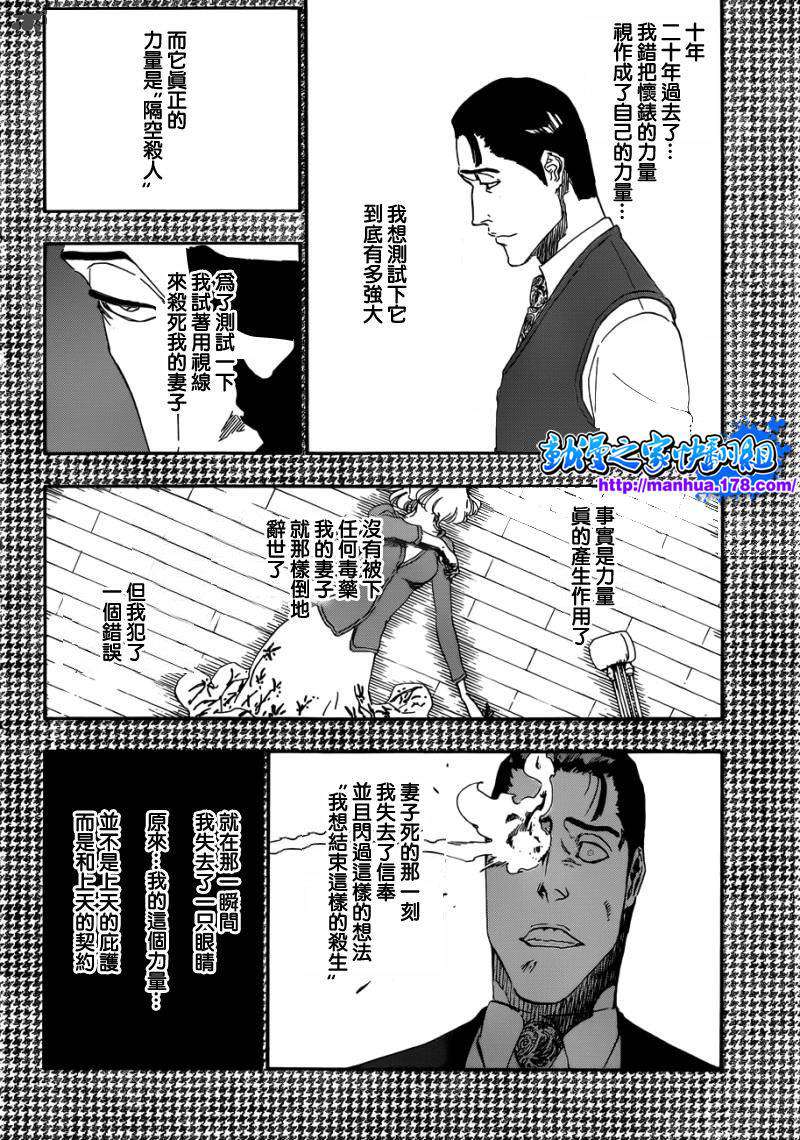 十年
二十年過去了…
我錯把懷錶的力量
視作成了自己的力量…
我想測試下它
到底有多強大
而它眞正的
力量是"隔空殺人"
爲了測試一下
我試著用視線
來殺死我的妻子——
動漫之家汉化组
http://manhua.178.com/
事實是力量
眞的產生作用了
沒有被下
任何毒藥
我的妻子
就那樣倒地
辭世了
但我犯了
一個錯誤
妻子死的那一刻
我失去了信奉
並且閃過這樣的想法
"我想結束這樣的殺生"
就在那一瞬間
我失去了一只眼睛
原來…我的這個力量…
並不是上天的庇護
而是和上天的契約